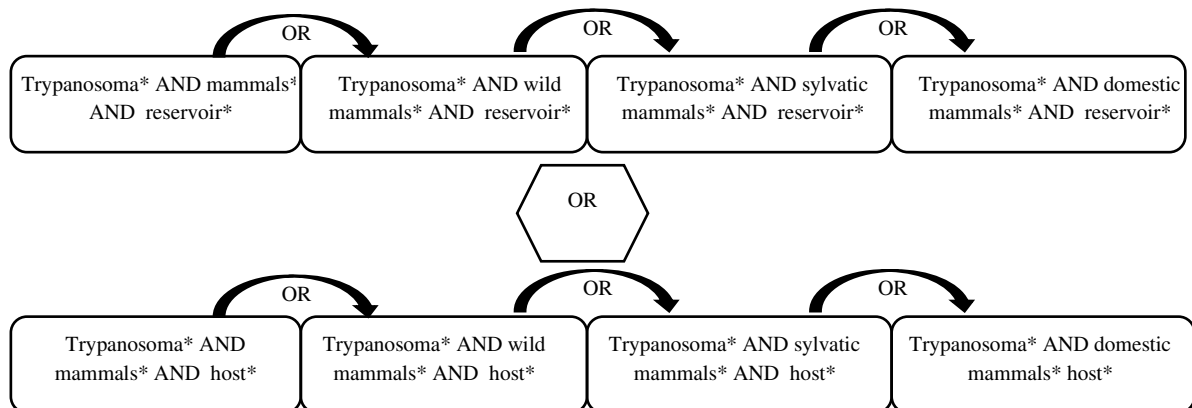 OR OR OR
Trypanosoma* AND mammals*
AND reservoir*
Trypanosoma* AND wild
mammals* AND reservoir*
Trypanosoma* AND sylvatic
mammals* AND reservoir*
Trypanosoma* AND domestic
mammals* AND reservoir*
OR
OR OR OR
Trypanosoma* AND
mammals* AND host*
Trypanosoma* AND wild
mammals* AND host*
Trypanosoma* AND sylvatic
mammals* AND host*
Trypanosoma* AND domestic
mammals* host*